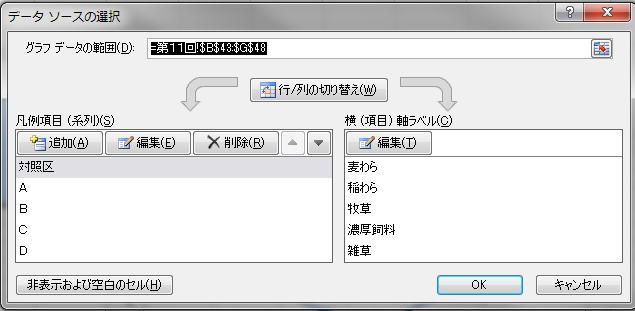 データ ソースの選択
グラフ データの範囲(D):
=第11回!$B$43:$G$48
行/列の切り替え(W)
凡例項目 (系列)(S)
追加(A)
編集(E)
削除(R)
対照区
A
B
C
D
横 (項目) 軸ラベル(C)
編集(T)
麦わら
稲わら
牧草
濃厚飼料
雑草
非表示および空白のセル(H)
OK
キャンセル